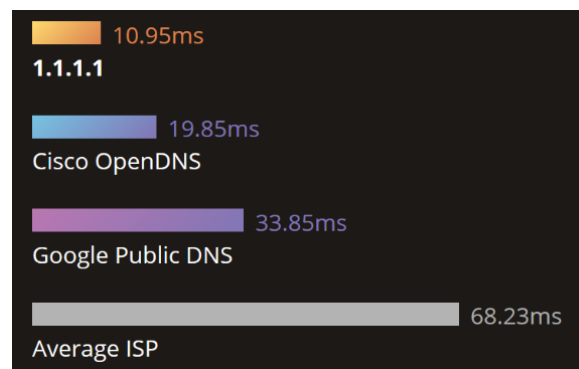 10.95ms
1.1.1.1
19.85ms
Cisco OpenDNS
33.85ms
Google Public DNS
68.23ms
Average ISP